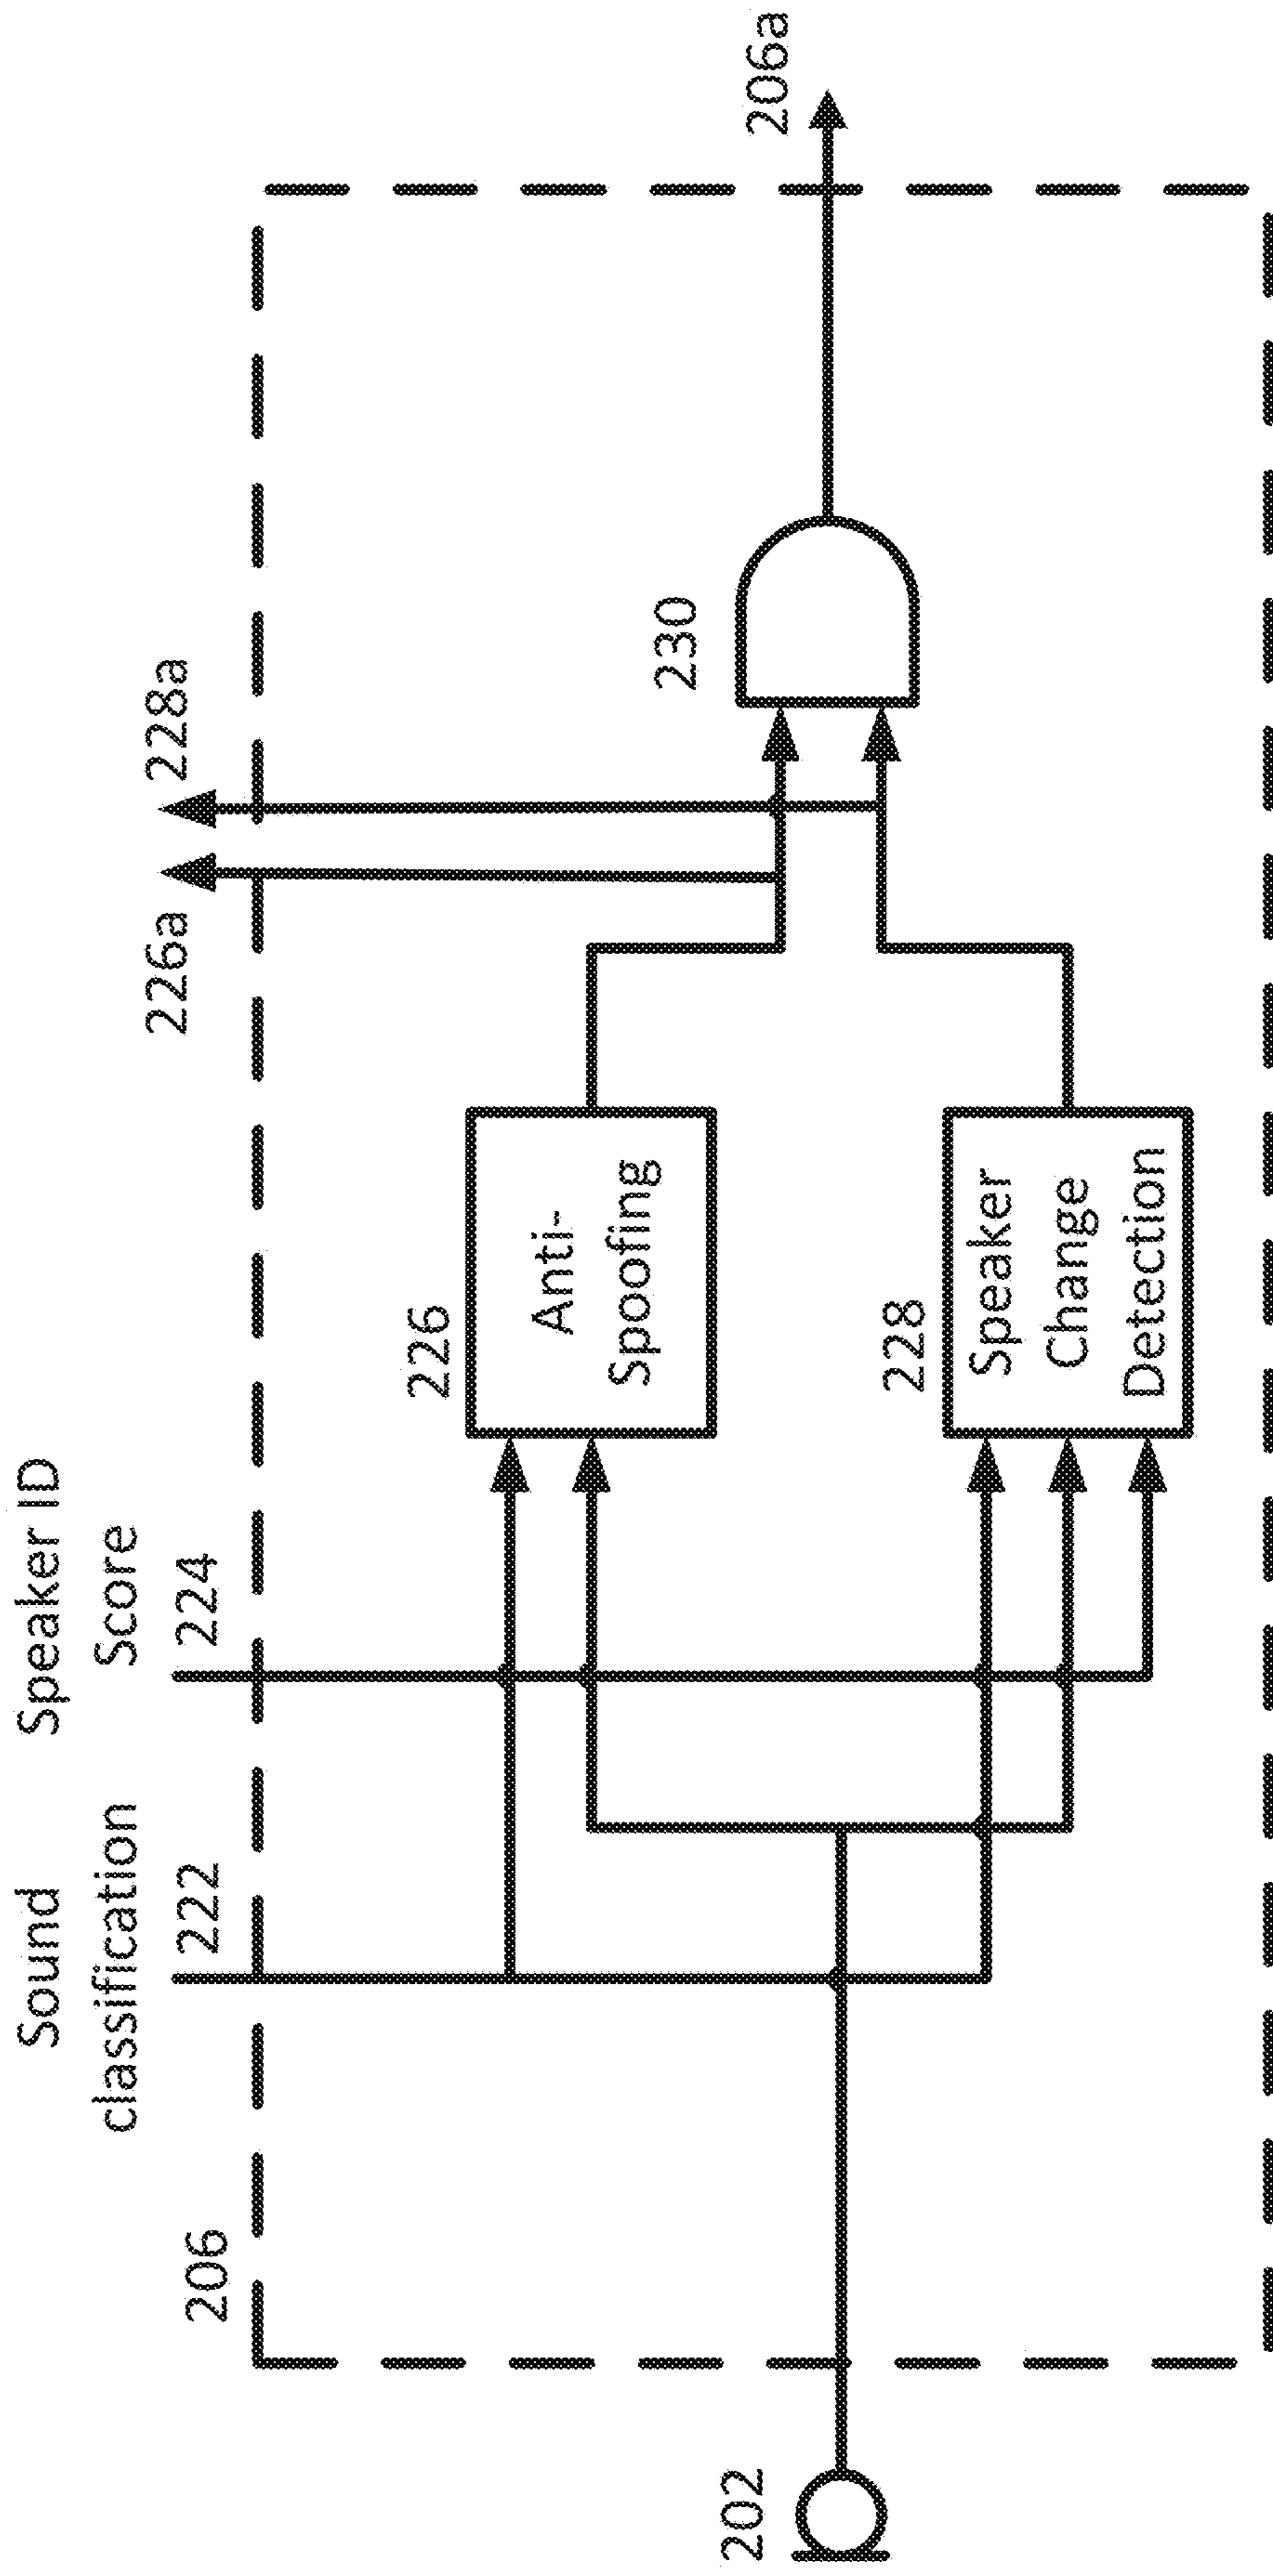 Sound
classification
222
Speaker ID
Score
224
206
202
226
Anti-
Spoofing
228
Speaker
Change
Detection
226a
228a
230
206a